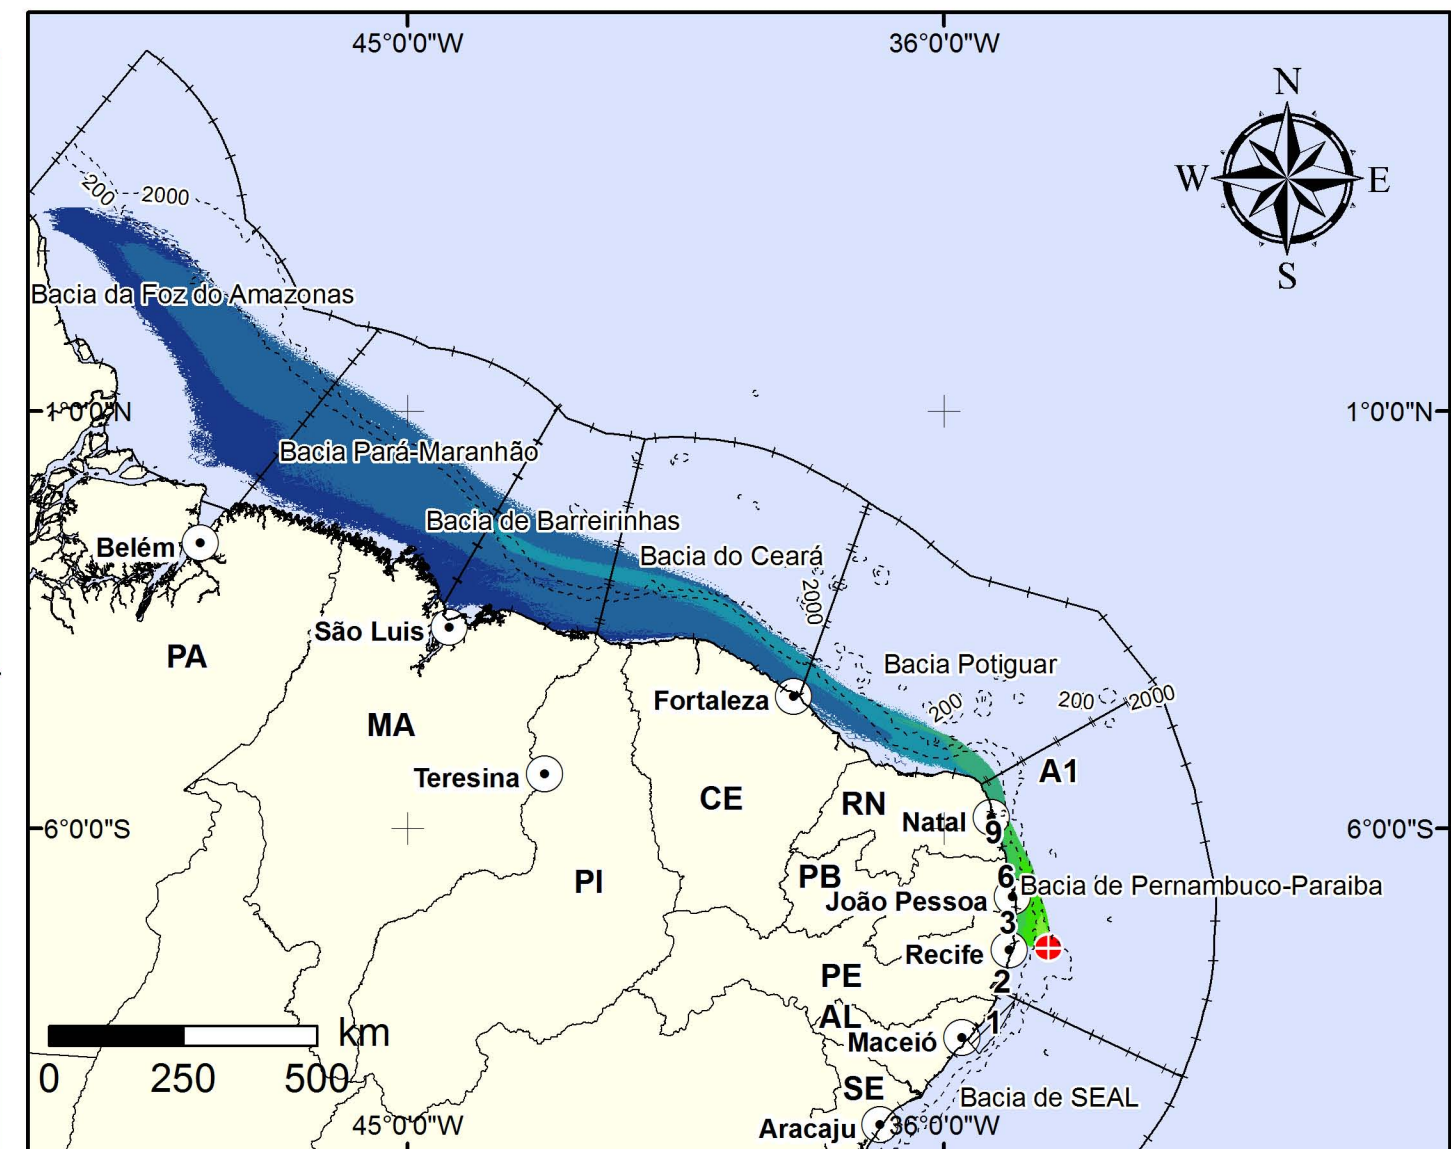 45°0'0"W
36°0'0"W
N
W
E
S
200
2000
Bacia da Foz do Amazonas
1°0'0"N
1°0'0"N
Bacia Pará-Maranhão
Bacia de Barreirinhas
Belém
Bacia do Ceará
2000
São Luis
PA
Bacia Potiguar
Fortaleza
200
200
2000
MA
A1
Teresina
CE
RN
Natal
9
6°0'0"S
6°0'0"S
PI
PB
6
Bacia de Pernambuco-Paraiba
João Pessoa
3
Recife
PE
2
AL
1
Maceió
km
0
250
500
SE
Bacia de SEAL
45°0'0"W
Aracaju
36°0'0"W